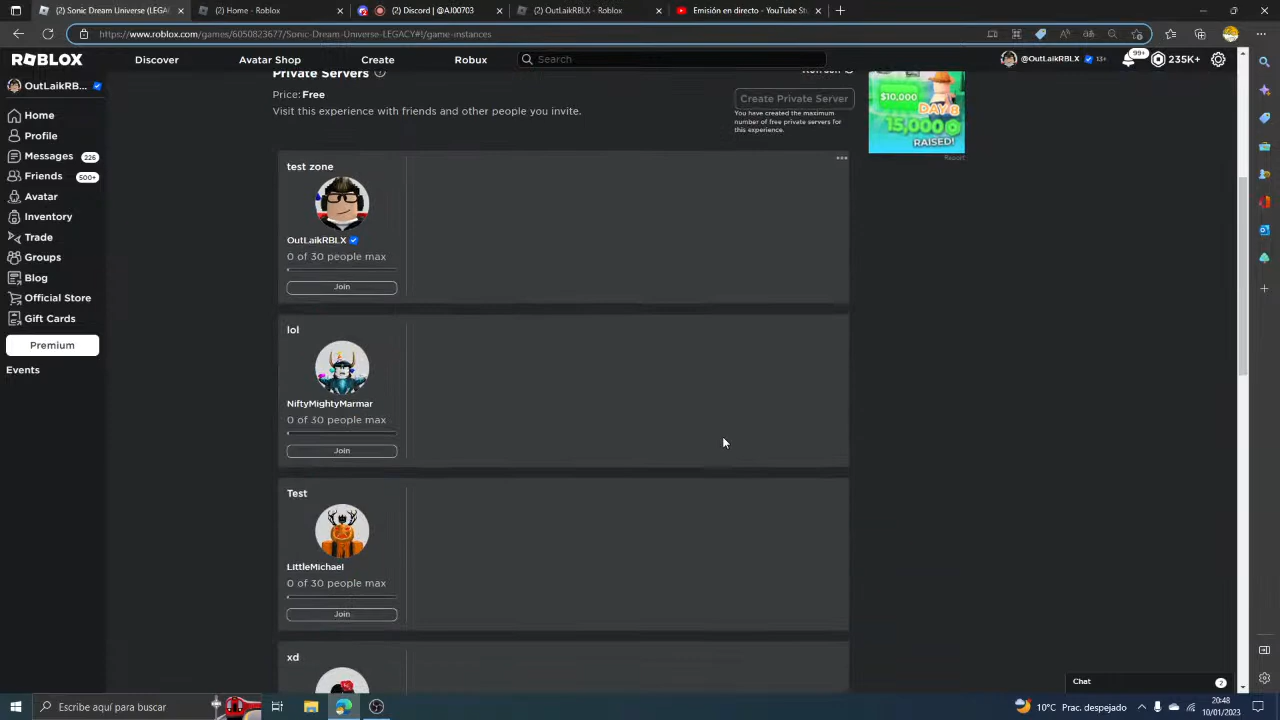 (2) Sonic Dream Universe (LEGA
(2) Home - Roblox
(2) Discord | @AJ00703
(2) OutLaikRBLX - Roblox
Emisión en directo - YouTube St
https://www.roblox.com/games/6050823677/Sonic-Dream-Universe-LEGACY#!/game-instances
ROBLOX
Discover
Avatar Shop
Create
Robux
Search
@OutLaikRBLX
13+
99+
235K+
OutLaikRB...
Home
Profile
Messages 226
Friends 500+
Avatar
Inventory
Trade
Groups
Blog
Official Store
Gift Cards
Premium
Events
Private Servers
Refresh
Price: Free
Visit this experience with friends and other people you invite.
Create Private Server
You have created the maximum
number of free private servers for
this experience.
$10,000
DAY 8
15,000
RAISED!
Report
test zone
OutLaikRBLX
0 of 30 people max
Join
lol
NiftyMightyMarmar
0 of 30 people max
Join
Test
LittleMichael
0 of 30 people max
Join
xd
Chat
2
Escribe aquí para buscar
10°C Prac. despejado
20:48
10/01/2023